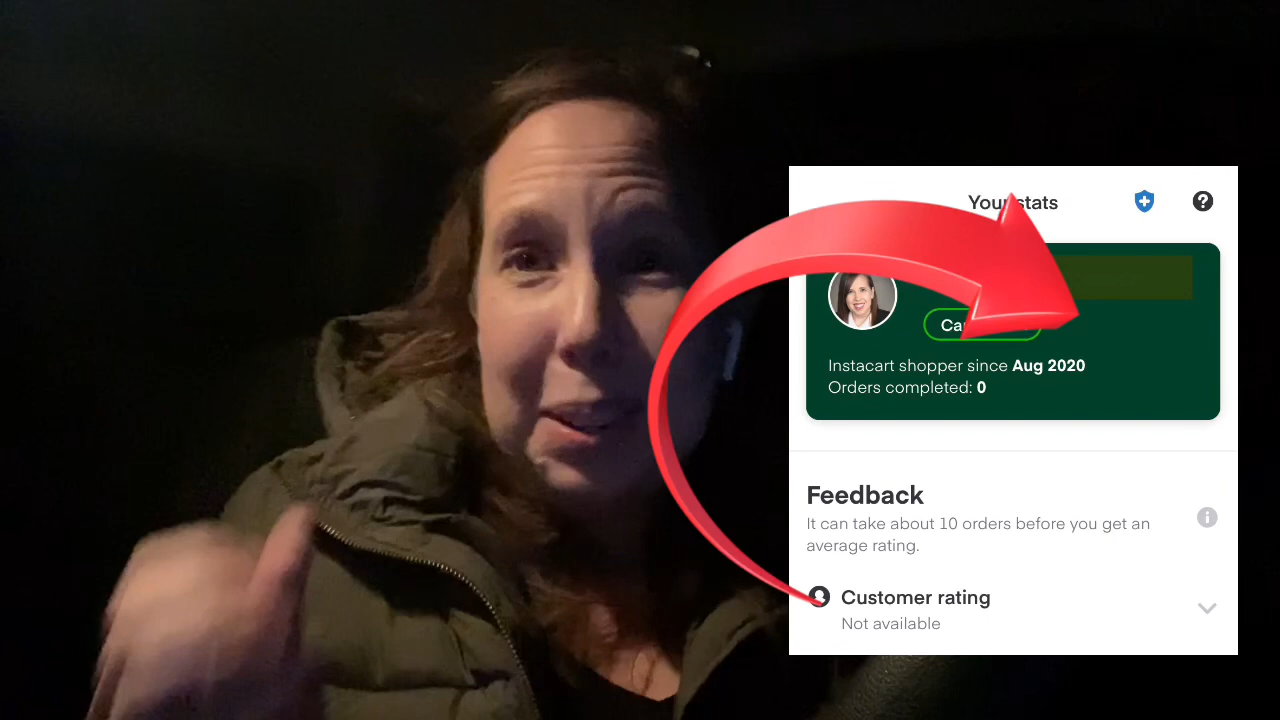 Your stats
Instacart shopper since Aug 2020
Orders completed: 0
Feedback
It can take about 10 orders before you get an
average rating.
Customer rating
Not available